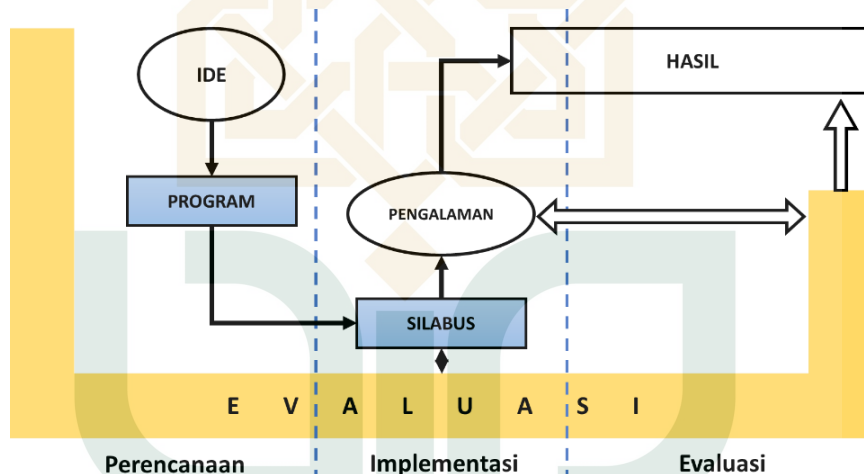 IDE
HASIL
PROGRAM
PENGALAMAN
SILABUS
E V A L U A S I
Perencanaan
Implementasi
Evaluasi